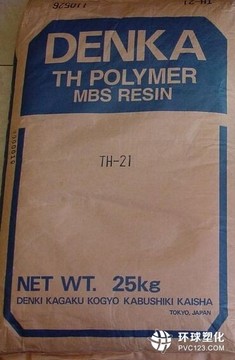 DENKA
TH POLYMER
MBS RESIN
TH-21
NET WT. 25kg
DENKI KAGAKU KOGYO KABUSHIKI KAISHA
TOKYO, JAPAN
环球塑化
PVC123.COM